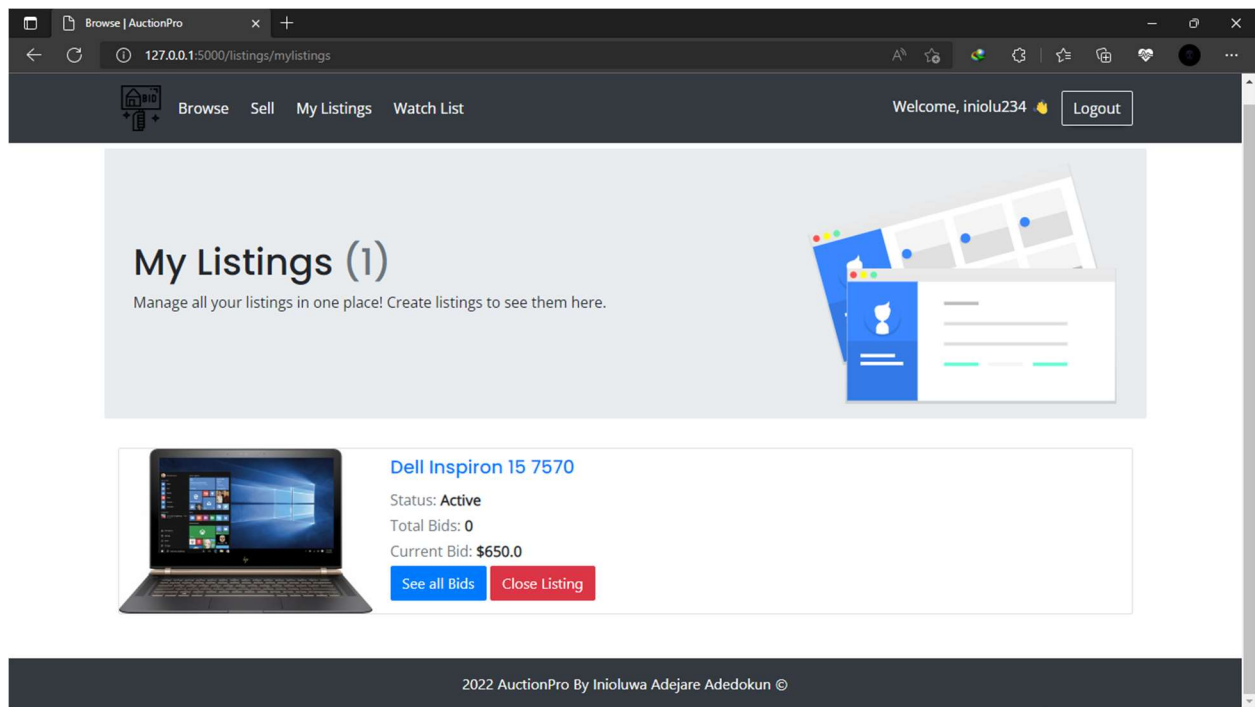 Browse | AuctionPro
127.0.0.1:5000/listings/mylistings
BID
Browse Sell My Listings Watch List
Welcome, iniolu234 👋 Logout
My Listings (1)
Manage all your listings in one place! Create listings to see them here.
Dell Inspiron 15 7570
Status: Active
Total Bids: 0
Current Bid: $650.0
See all Bids Close Listing
2022 AuctionPro By Inioluwa Adejare Adedokun ©